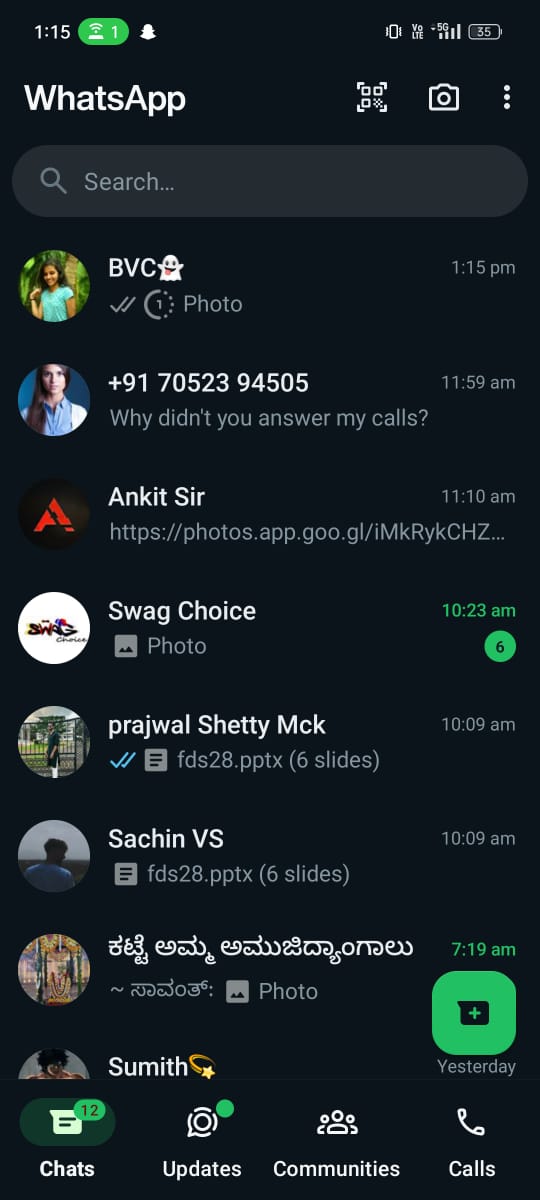 1:15 1 Vo LTE 5G 35
WhatsApp
Search...
BVC👻 1:15 pm
1 Photo
+91 70523 94505 11:59 am
Why didn't you answer my calls?
Ankit Sir 11:10 am
https://photos.app.goo.gl/iMkRykCHZ...
Swag Choice 10:23 am
SWAG Choice
Photo 6
prajwal Shetty Mck 10:09 am
fds28.pptx (6 slides)
Sachin VS 10:09 am
fds28.pptx (6 slides)
ಕಟ್ಟೆ ಅಮ್ಮ ಅಮುಜಿದ್ಯಾಂಗಾಲು 7:19 am
~ ಸಾವಂತ್: Photo
Sumith💫 Yesterday
12
Chats Updates Communities Calls